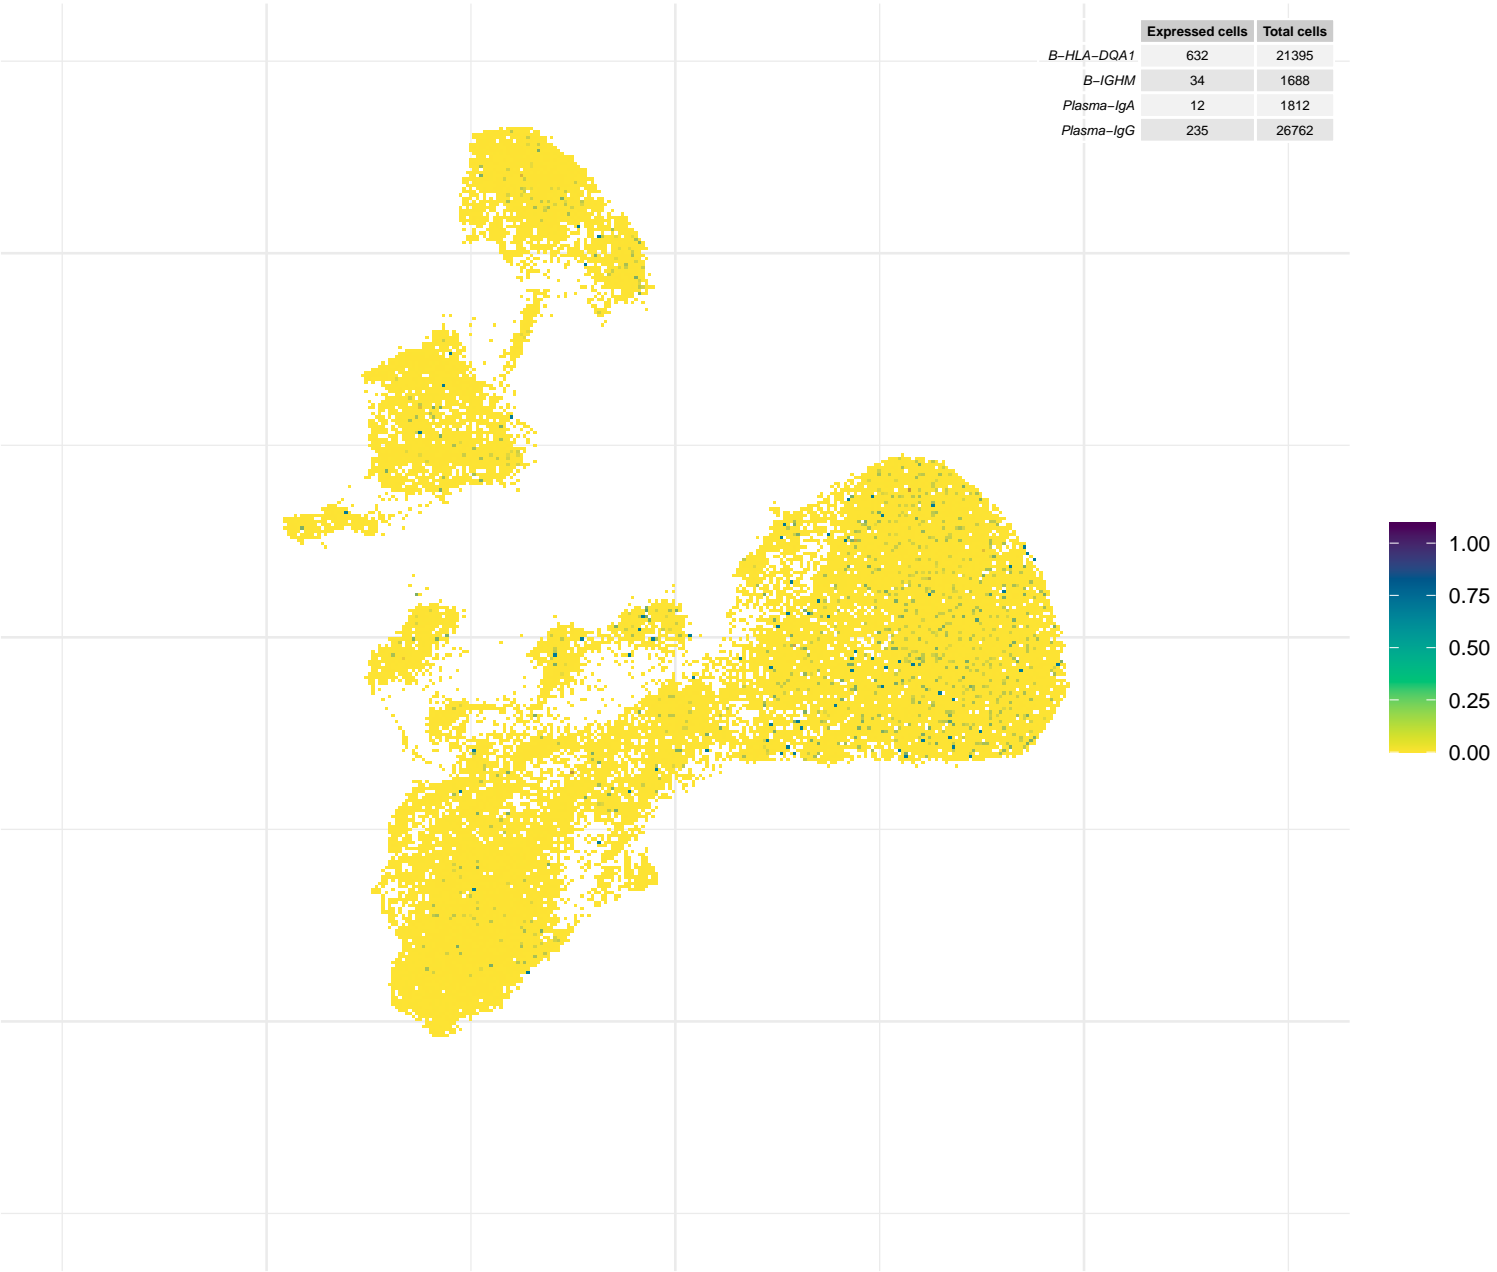 Expressed cells Total cells
B−HLA−DQA1 632 21395
B−IGHM 34 1688
Plasma−IgA 12 1812
Plasma−IgG 235 26762
1.00
0.75
0.50
0.25
0.00